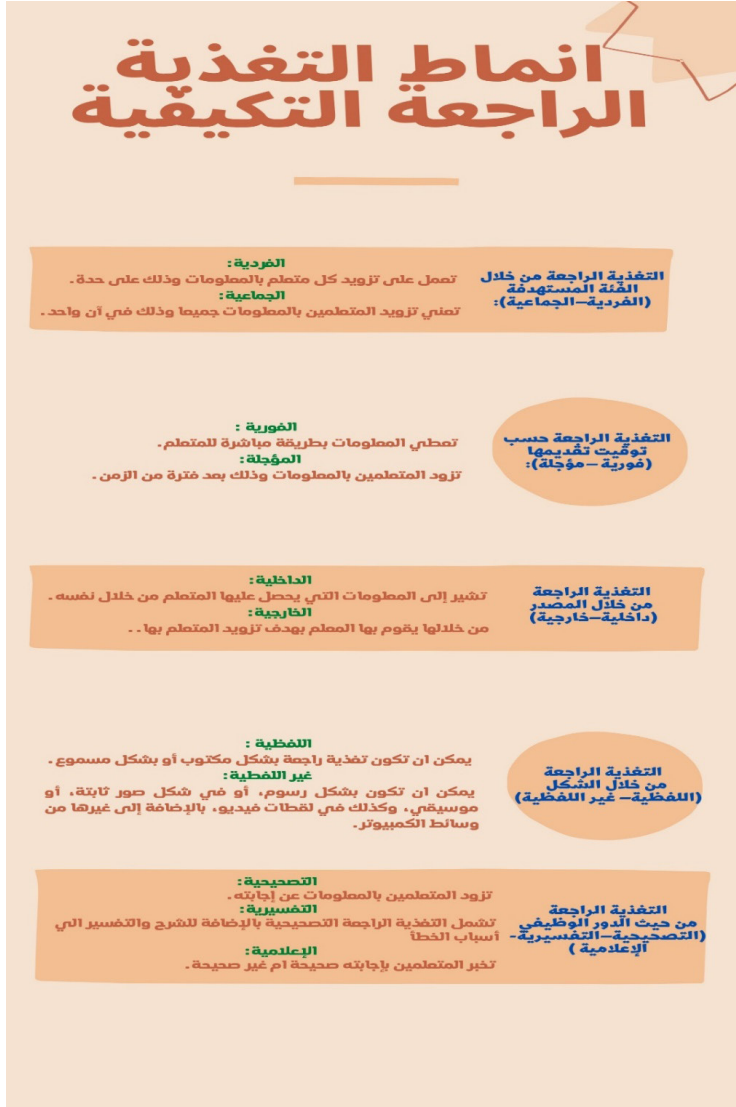 انماط التغذية
الراجعة التكيفية
التغذية الراجعة من خلال
الفئة المستهدفة
(الفردية–الجماعية):
الفردية:
تعمل على تزويد كل متعلم بالمعلومات وذلك على حدة.
الجماعية:
تعني تزويد المتعلمين بالمعلومات جميعا وذلك في آن واحد.
التغذية الراجعة حسب
توقيت تقديمها
(فورية –مؤجلة):
الفورية :
تعطي المعلومات بطريقة مباشرة للمتعلم.
المؤجلة:
تزود المتعلمين بالمعلومات وذلك بعد فترة من الزمن.
التغذية الراجعة
من خلال المصدر
(داخلية–خارجية)
الداخلية:
تشير إلى المعلومات التي يحصل عليها المتعلم من خلال نفسه.
الخارجية:
من خلالها يقوم بها المعلم بهدف تزويد المتعلم بها..
التغذية الراجعة
من خلال الشكل
(اللفظية– غير اللفظية)
اللفظية :
يمكن ان تكون تغذية راجعة بشكل مكتوب أو بشكل مسموع.
غير اللفظية:
يمكن ان تكون بشكل رسوم، أو في شكل صور ثابتة، أو
موسيقي، وكذلك في لقطات فيديو، بالإضافة إلى غيرها من
وسائط الكمبيوتر.
التغذية الراجعة
من حيث الدور الوظيفي
(التصحيحية–التفسيرية-
الإعلامية )
التصحيحية:
تزود المتعلمين بالمعلومات عن إجابته.
التفسيرية:
تشمل التغذية الراجعة التصحيحية بالإضافة للشرح والتفسير الي
أسباب الخطأ
الإعلامية:
تخبر المتعلمين بإجابته صحيحة ام غير صحيحة.